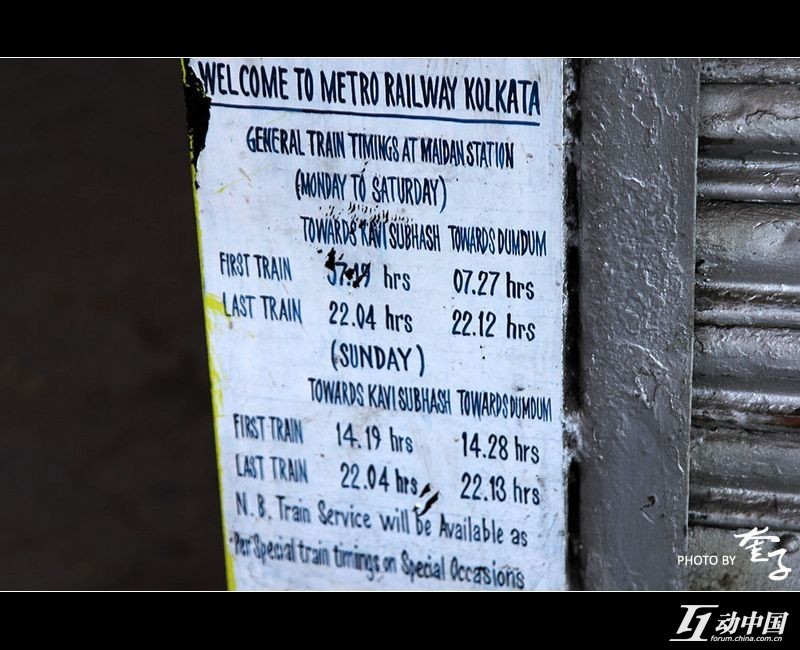 WELCOME TO METRO RAILWAY KOLKATA
GENERAL TRAIN TIMINGS AT MAIDAN STATION
(MONDAY TO SATURDAY)
TOWARDS KAVI SUBHASH TOWARDS DUMDUM
FIRST TRAIN hrs 07.27 hrs
LAST TRAIN 22.04 hrs 22.12 hrs
(SUNDAY)
TOWARDS KAVI SUBHASH TOWARDS DUMDUM
FIRST TRAIN 14.19 hrs 14.28 hrs
LAST TRAIN 22.04 hrs 22.13 hrs
N.B. Train Service will be Available as
Per Special train timings on Special Occasions
PHOTO BY 奎子
动中国
forum.china.com.cn